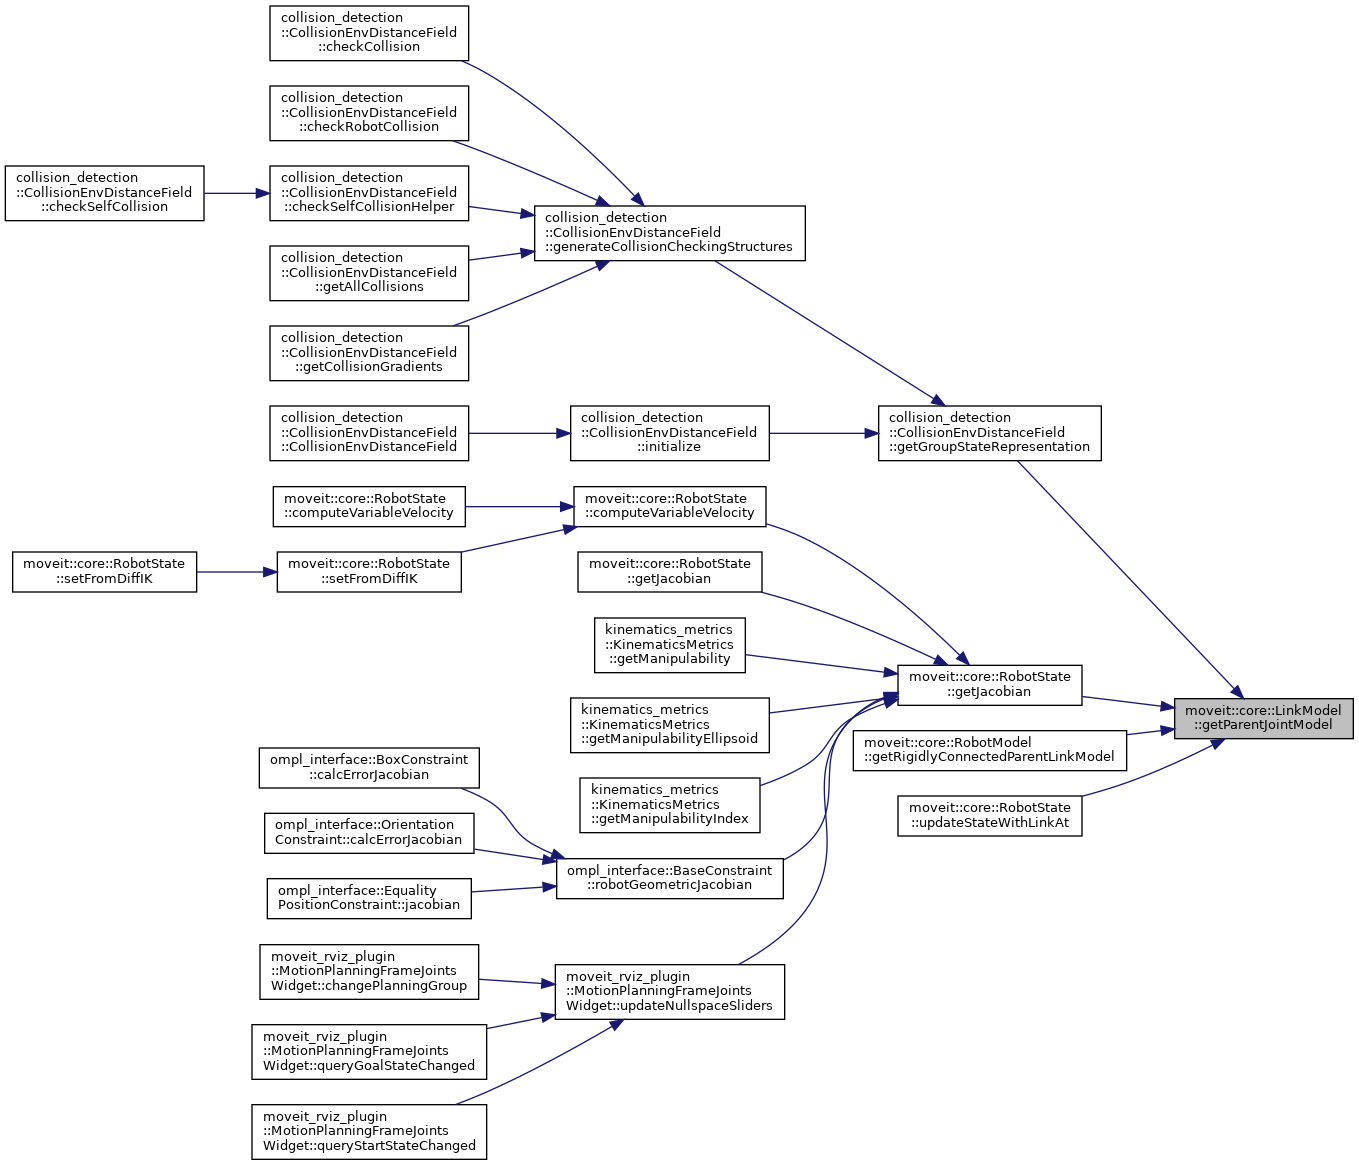 collision_detection
::CollisionEnvDistanceField
::checkCollision
collision_detection
::CollisionEnvDistanceField
::checkRobotCollision
collision_detection
::CollisionEnvDistanceField
::checkSelfCollision
collision_detection
::CollisionEnvDistanceField
::checkSelfCollisionHelper
collision_detection
::CollisionEnvDistanceField
::generateCollisionCheckingStructures
collision_detection
::CollisionEnvDistanceField
::getAllCollisions
collision_detection
::CollisionEnvDistanceField
::getCollisionGradients
collision_detection
::CollisionEnvDistanceField
::CollisionEnvDistanceField
collision_detection
::CollisionEnvDistanceField
::initialize
collision_detection
::CollisionEnvDistanceField
::getGroupStateRepresentation
moveit::core::RobotState
::computeVariableVelocity
moveit::core::RobotState
::computeVariableVelocity
moveit::core::RobotState
::setFromDiffIK
moveit::core::RobotState
::setFromDiffIK
moveit::core::RobotState
::getJacobian
kinematics_metrics
::KinematicsMetrics
::getManipulability
moveit::core::RobotState
::getJacobian
kinematics_metrics
::KinematicsMetrics
::getManipulabilityEllipsoid
moveit::core::LinkModel
::getParentJointModel
moveit::core::RobotModel
::getRigidlyConnectedParentLinkModel
ompl_interface::BoxConstraint
::calcErrorJacobian
kinematics_metrics
::KinematicsMetrics
::getManipulabilityIndex
moveit::core::RobotState
::updateStateWithLinkAt
ompl_interface::Orientation
Constraint::calcErrorJacobian
ompl_interface::BaseConstraint
::robotGeometricJacobian
ompl_interface::Equality
PositionConstraint::jacobian
moveit_rviz_plugin
::MotionPlanningFrameJoints
Widget::changePlanningGroup
moveit_rviz_plugin
::MotionPlanningFrameJoints
Widget::updateNullspaceSliders
moveit_rviz_plugin
::MotionPlanningFrameJoints
Widget::queryGoalStateChanged
moveit_rviz_plugin
::MotionPlanningFrameJoints
Widget::queryStartStateChanged